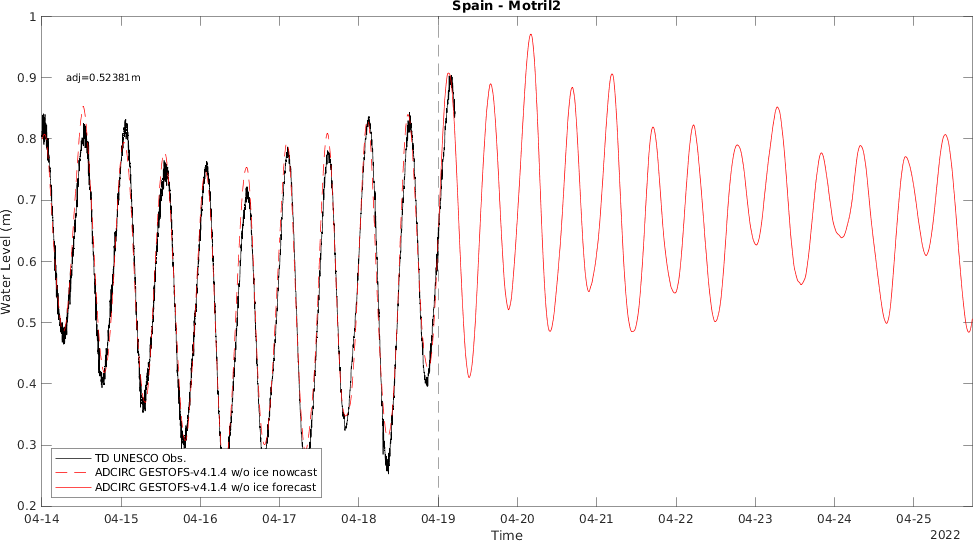 Spain - Motril2
1
0.9
0.8
0.7
0.6
0.5
0.4
0.3
0.2
Water Level (m)
adj=0.52381m
TD UNESCO Obs.
ADCIRC GESTOFS-v4.1.4 w/o ice nowcast
ADCIRC GESTOFS-v4.1.4 w/o ice forecast
04-14 04-15 04-16 04-17 04-18 04-19 04-20 04-21 04-22 04-23 04-24 04-25
Time
2022